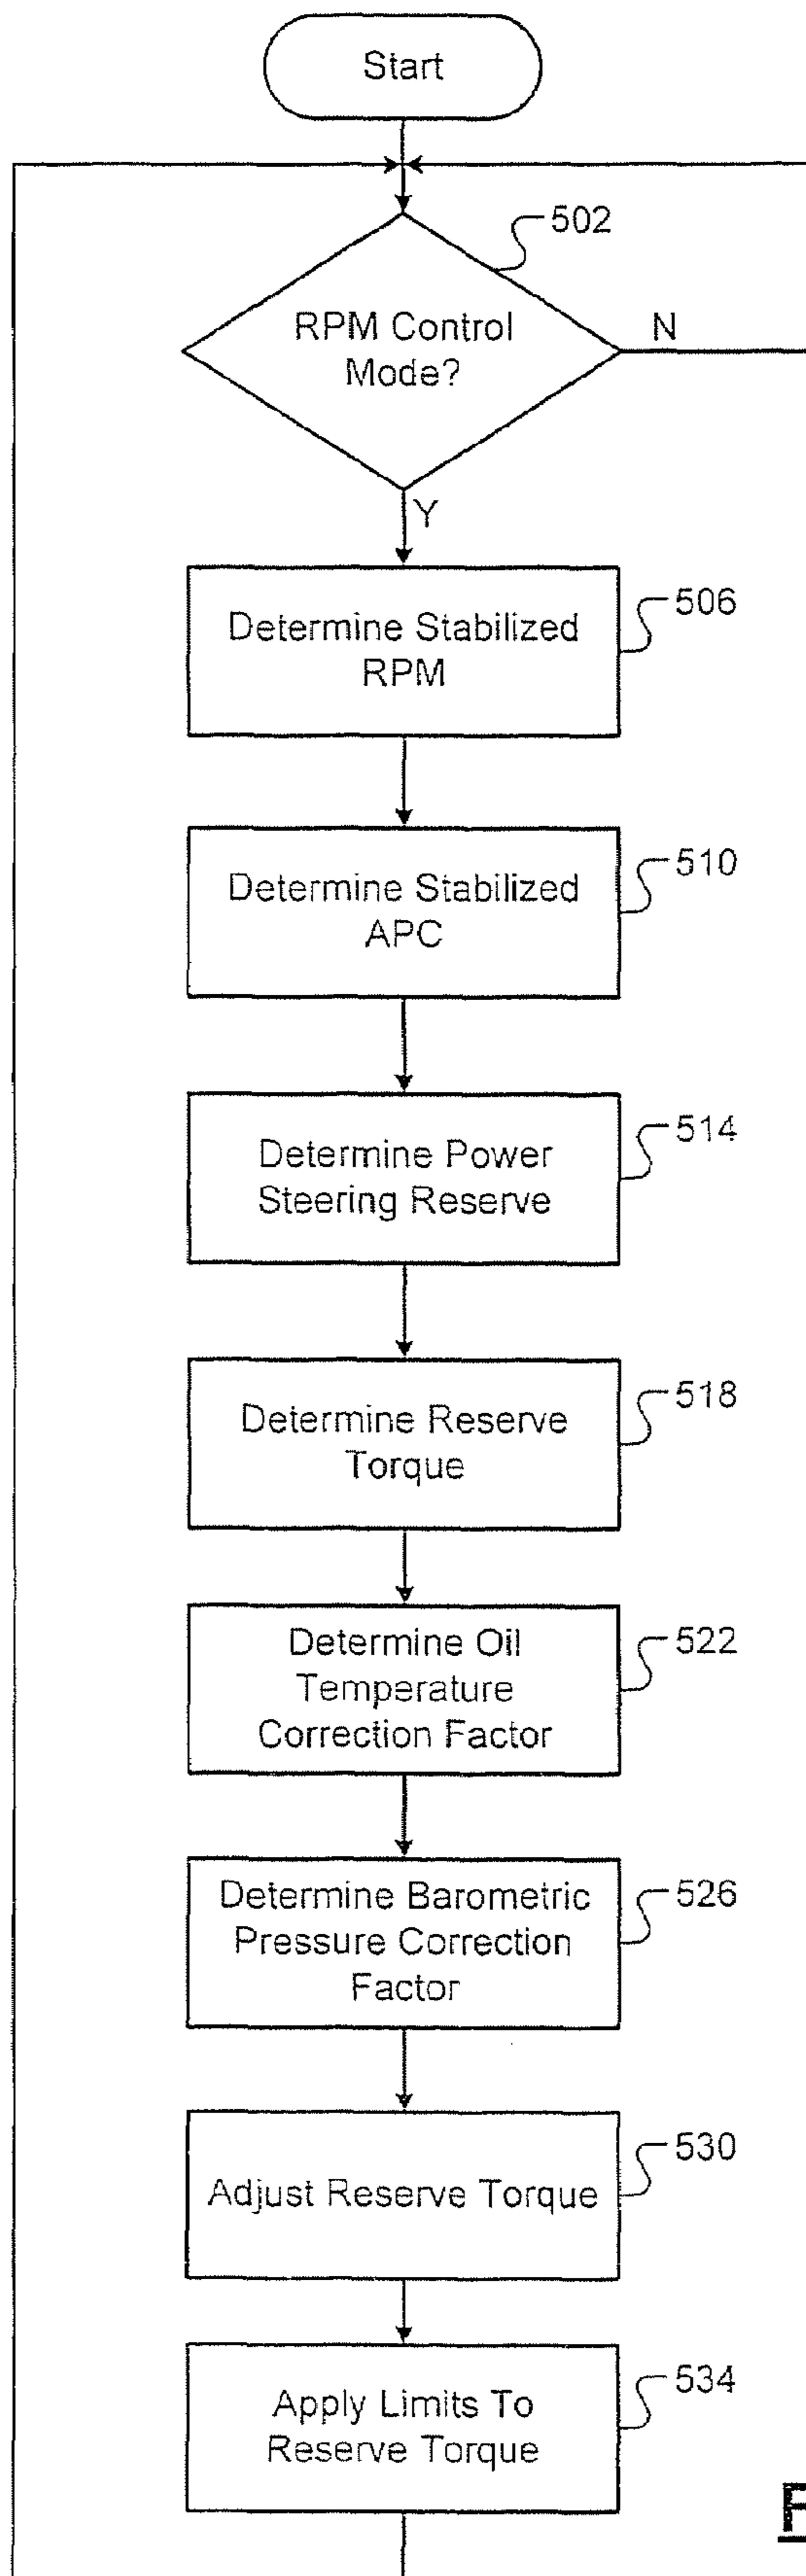 Start
502
RPM Control
Mode?
N
Y
Determine Stabilized
RPM
506
Determine Stabilized
APC
510
Determine Power
Steering Reserve
514
Determine Reserve
Torque
518
Determine Oil
Temperature
Correction Factor
522
Determine Barometric
Pressure Correction
Factor
526
Adjust Reserve Torque
530
Apply Limits To
Reserve Torque
534